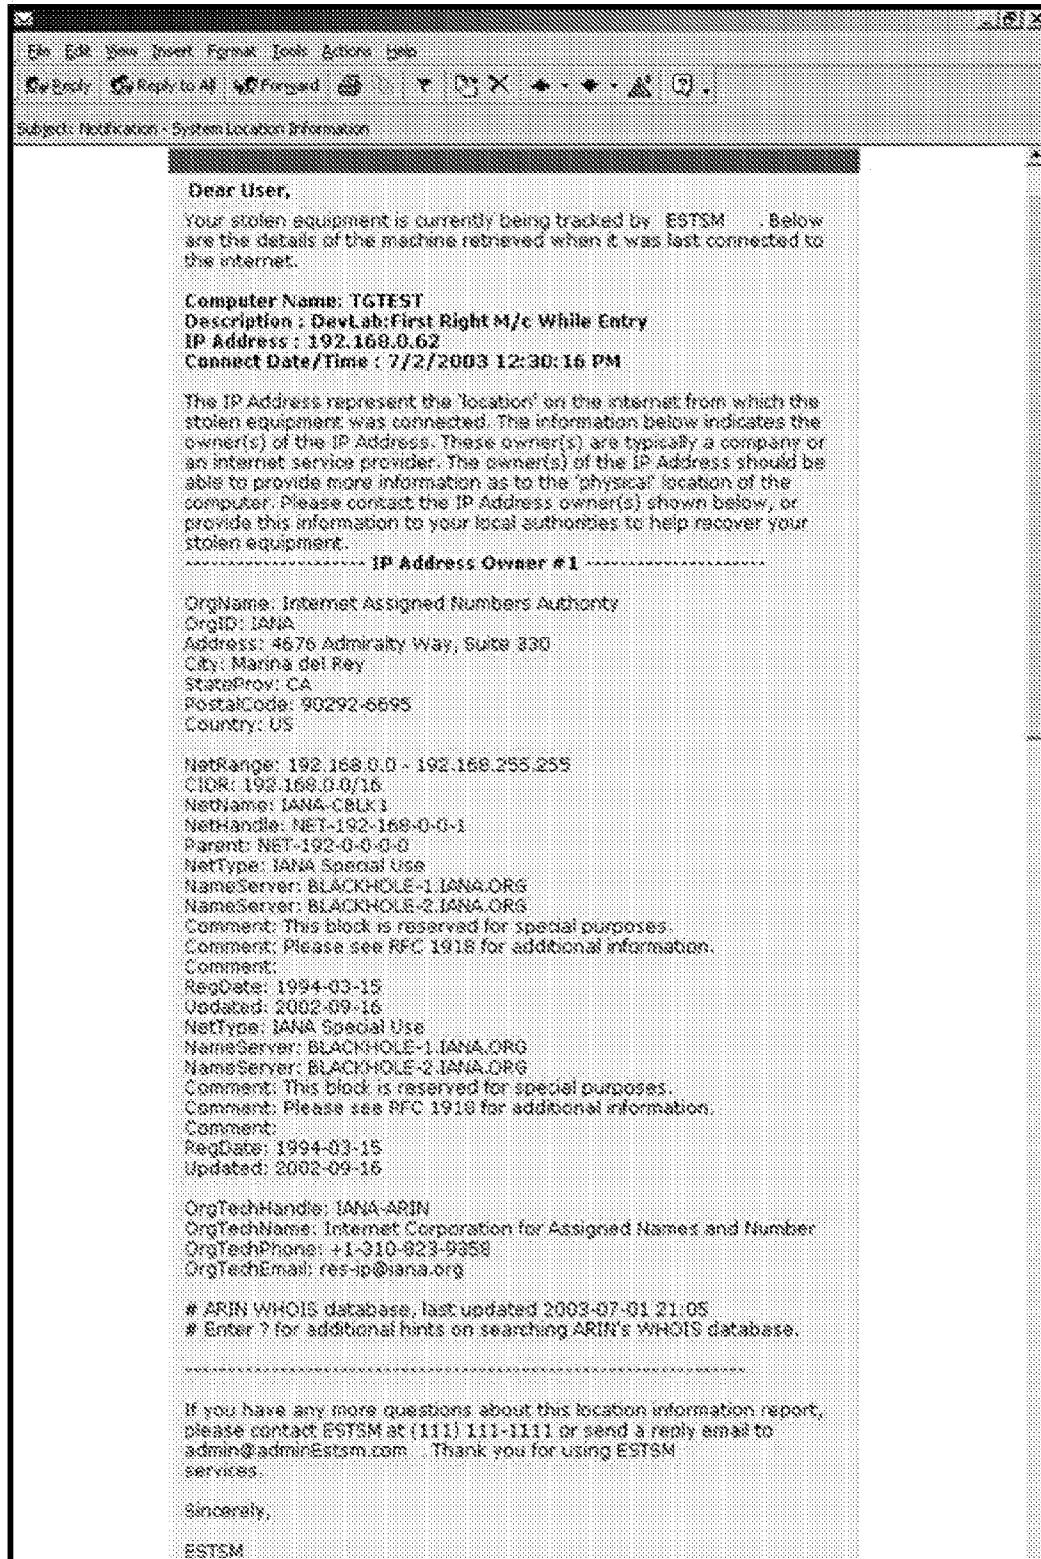 File Edit View Insert Format Tools Actions Help
Reply Reply to All Forward
Subject: Notification - System Location Information
Dear User,
Your stolen equipment is currently being tracked by ESTSM . Below
are the details of the machine retrieved when it was last connected to
the internet.
Computer Name: TGTEST
Description : DevLab:First Right M/c While Entry
IP Address : 192.168.0.62
Connect Date/Time : 7/2/2003 12:30:16 PM
The IP Address represent the 'location' on the internet from which the
stolen equipment was connected. The information below indicates the
owner(s) of the IP Address. These owner(s) are typically a company or
an internet service provider. The owner(s) of the IP Address should be
able to provide more information as to the 'physical' location of the
computer. Please contact the IP Address owner(s) shown below, or
provide this information to your local authorities to help recover your
stolen equipment.
--------------------- IP Address Owner #1 ---------------------
OrgName: Internet Assigned Numbers Authority
OrgID: IANA
Address: 4676 Admiralty Way, Suite 330
City: Marina del Rey
StateProv: CA
PostalCode: 90292-6695
Country: US
NetRange: 192.168.0.0 - 192.168.255.255
CIDR: 192.168.0.0/16
NetName: IANA-CBLK1
NetHandle: NET-192-168-0-0-1
Parent: NET-192-0-0-0-0
NetType: IANA Special Use
NameServer: BLACKHOLE-1.IANA.ORG
NameServer: BLACKHOLE-2.IANA.ORG
Comment: This block is reserved for special purposes.
Comment: Please see RFC 1918 for additional information.
Comment:
RegDate: 1994-03-15
Updated: 2002-09-16
NetType: IANA Special Use
NameServer: BLACKHOLE-1.IANA.ORG
NameServer: BLACKHOLE-2.IANA.ORG
Comment: This block is reserved for special purposes.
Comment: Please see RFC 1918 for additional information.
Comment:
RegDate: 1994-03-15
Updated: 2002-09-16
OrgTechHandle: IANA-ARIN
OrgTechName: Internet Corporation for Assigned Names and Number
OrgTechPhone: +1-310-823-9358
OrgTechEmail: res-ip@iana.org
# ARIN WHOIS database, last updated 2003-07-01 21:05
# Enter ? for additional hints on searching ARIN's WHOIS database.
------------------------------------------------------------------
If you have any more questions about this location information report,
please contact ESTSM at (111) 111-1111 or send a reply email to
admin@adminEstsm.com . Thank you for using ESTSM
services.
Sincerely,
ESTSM